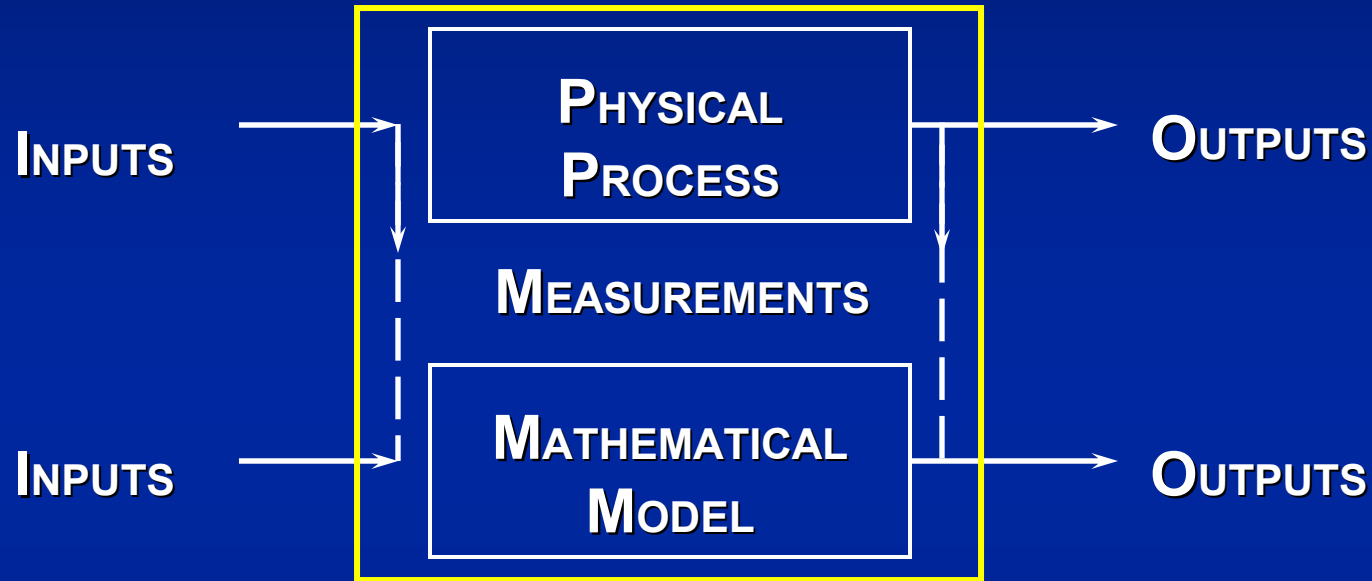 PHYSICAL
PROCESS
INPUTS
OUTPUTS
MEASUREMENTS
MATHEMATICAL
MODEL
INPUTS
OUTPUTS